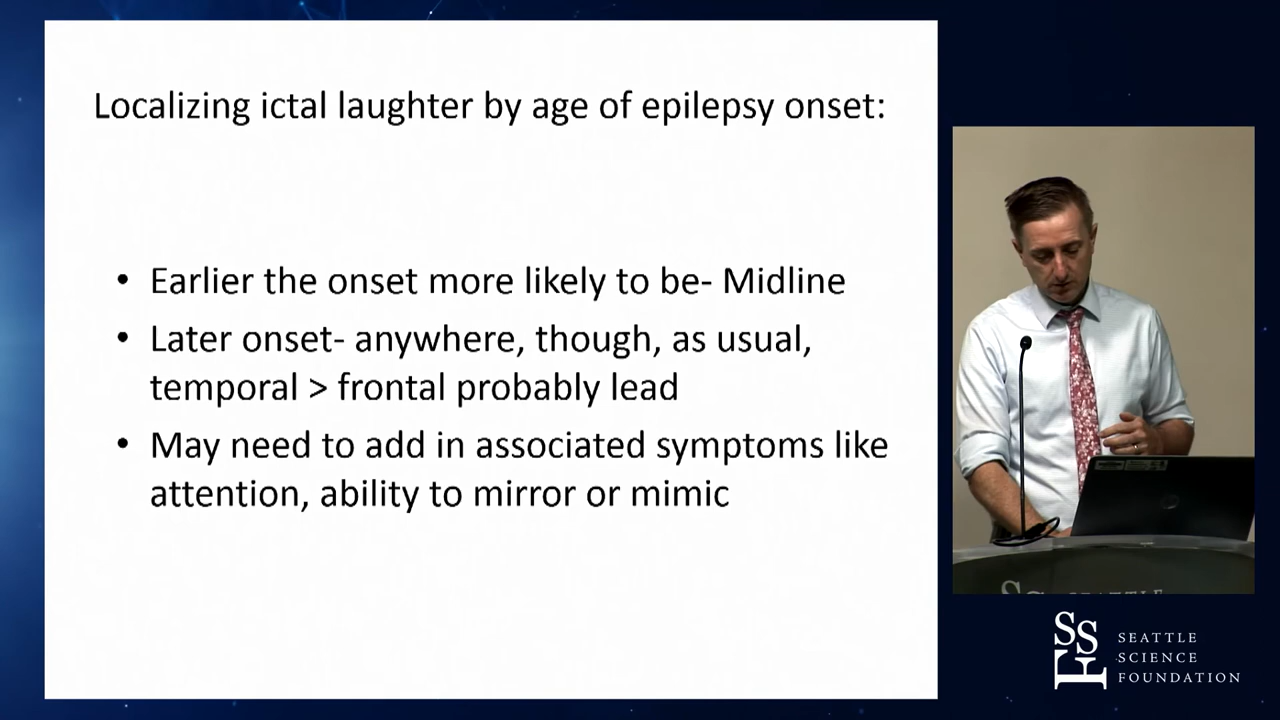 Localizing ictal laughter by age of epilepsy onset:
• Earlier the onset more likely to be- Midline
• Later onset- anywhere, though, as usual,
temporal > frontal probably lead
• May need to add in associated symptoms like
attention, ability to mirror or mimic
SSF
SEATTLE
SCIENCE
FOUNDATION